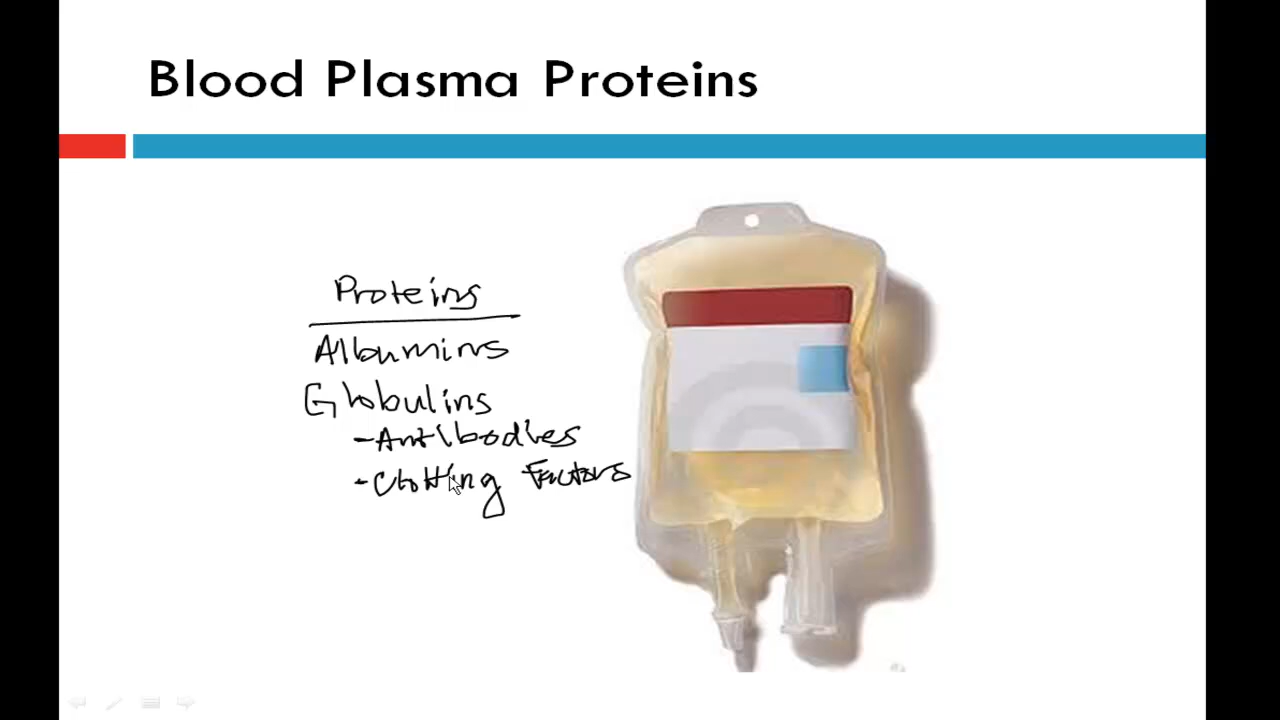 Blood Plasma Proteins
Proteins
Albumins
Globulins
-Antibodies
-Clotting Factors